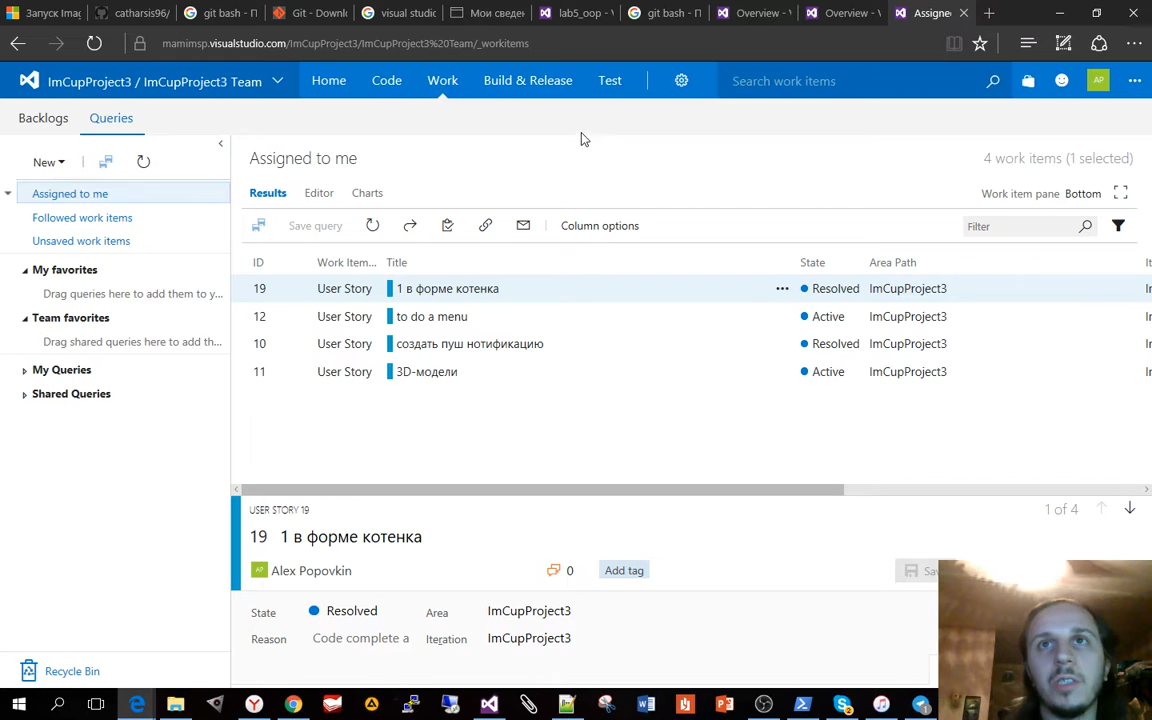 Запуск Imag
catharsis96/
git bash - П
Git - Downlo
visual studio
Мои сведен
lab5_oop - V
git bash - П
Overview - V
Overview - V
Assigne
mamimsp.visualstudio.com/ImCupProject3/ImCupProject3%20Team/_workitems
ImCupProject3 / ImCupProject3 Team
Home
Code
Work
Build & Release
Test
Search work items
AP
Backlogs
Queries
New
Assigned to me
4 work items (1 selected)
Assigned to me
Results
Editor
Charts
Work item pane Bottom
Followed work items
Save query
Column options
Filter
Unsaved work items
ID
Work Item...
Title
State
Area Path
My favorites
19 User Story 1 в форме котенка ... Resolved ImCupProject3
Drag queries here to add them to y...
12 User Story to do a menu Active ImCupProject3
Team favorites
10 User Story создать пуш нотификацию Resolved ImCupProject3
Drag shared queries here to add th...
11 User Story 3D-модели Active ImCupProject3
My Queries
Shared Queries
USER STORY 19
1 of 4
19 1 в форме котенка
AP Alex Popovkin
0
Add tag
State Resolved Area ImCupProject3
Reason Code complete a Iteration ImCupProject3
Recycle Bin